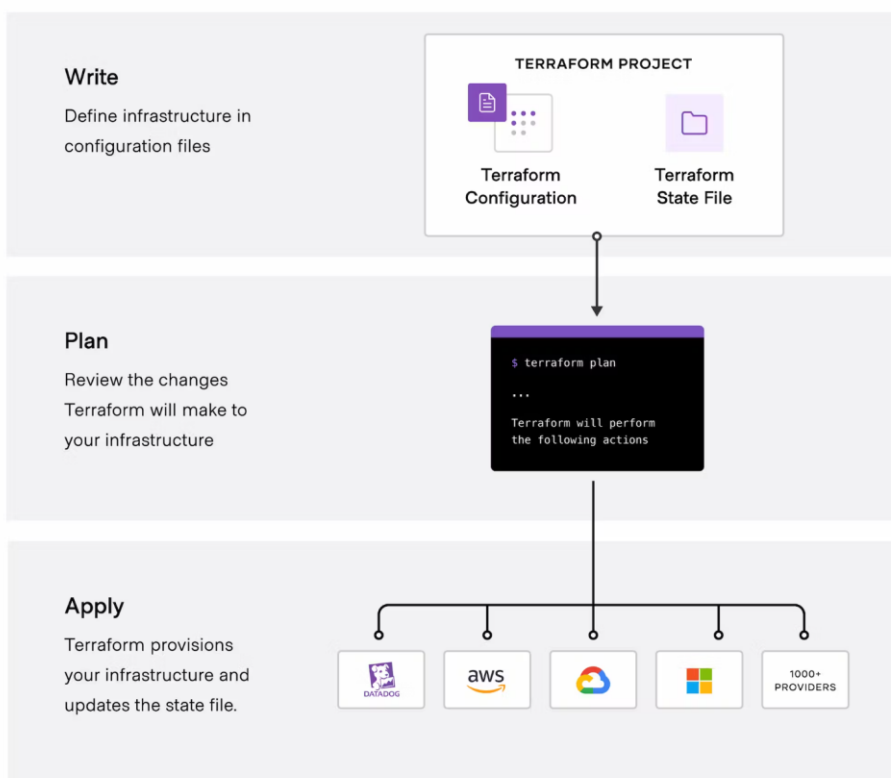 Write
Define infrastructure in
configuration files
TERRAFORM PROJECT
Terraform
Configuration
Terraform
State File
Plan
Review the changes
Terraform will make to
your infrastructure
$ terraform plan
...
Terraform will perform
the following actions
Apply
Terraform provisions
your infrastructure and
updates the state file.
DATADOG
aws
1000+
PROVIDERS